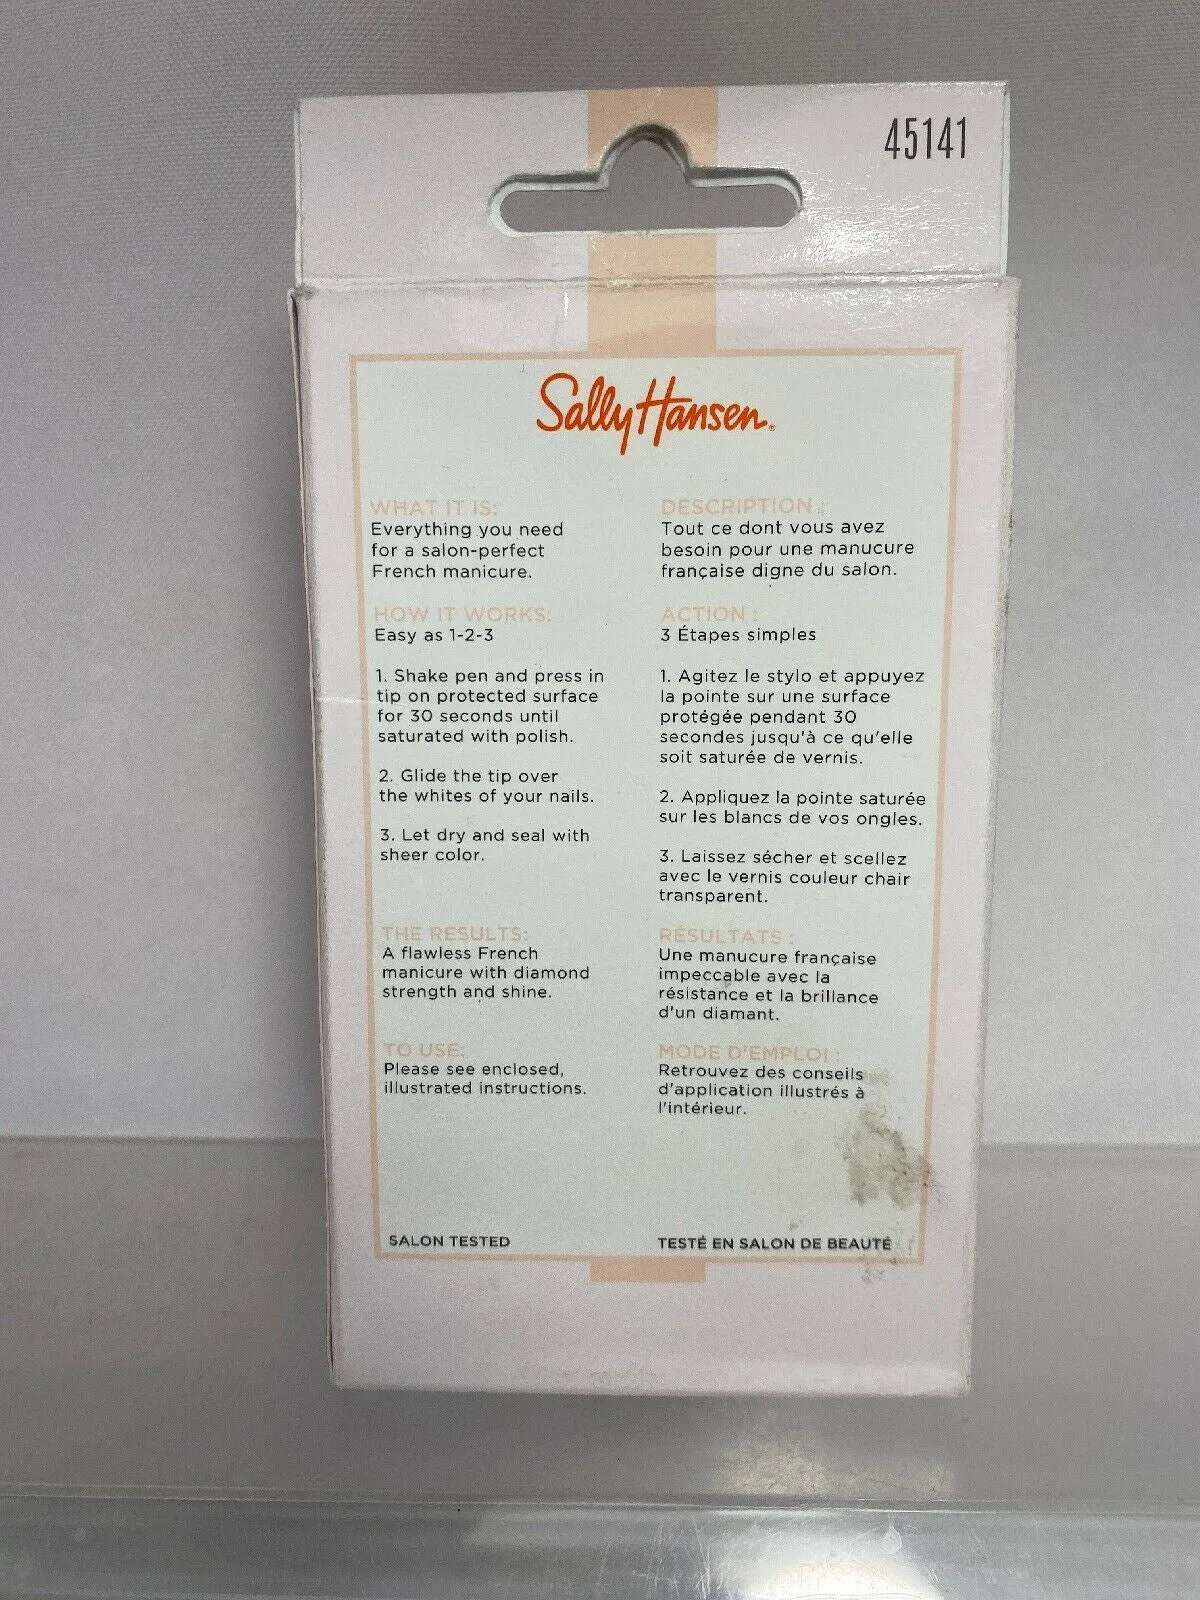 45141
Sally Hansen®
WHAT IT IS:
Everything you need
for a salon-perfect
French manicure.
HOW IT WORKS:
Easy as 1-2-3
1. Shake pen and press in
tip on protected surface
for 30 seconds until
saturated with polish.
2. Glide the tip over
the whites of your nails.
3. Let dry and seal with
sheer color.
THE RESULTS:
A flawless French
manicure with diamond
strength and shine.
TO USE:
Please see enclosed,
illustrated instructions.
SALON TESTED
DESCRIPTION :
Tout ce dont vous avez
besoin pour une manucure
française digne du salon.
ACTION :
3 Étapes simples
1. Agitez le stylo et appuyez
la pointe sur une surface
protégée pendant 30
secondes jusqu'à ce qu'elle
soit saturée de vernis.
2. Appliquez la pointe saturée
sur les blancs de vos ongles.
3. Laissez sécher et scellez
avec le vernis couleur chair
transparent.
RÉSULTATS :
Une manucure française
impeccable avec la
résistance et la brillance
d'un diamant.
MODE D'EMPLOI :
Retrouvez des conseils
d'application illustrés à
l'intérieur.
TESTÉ EN SALON DE BEAUTÉ